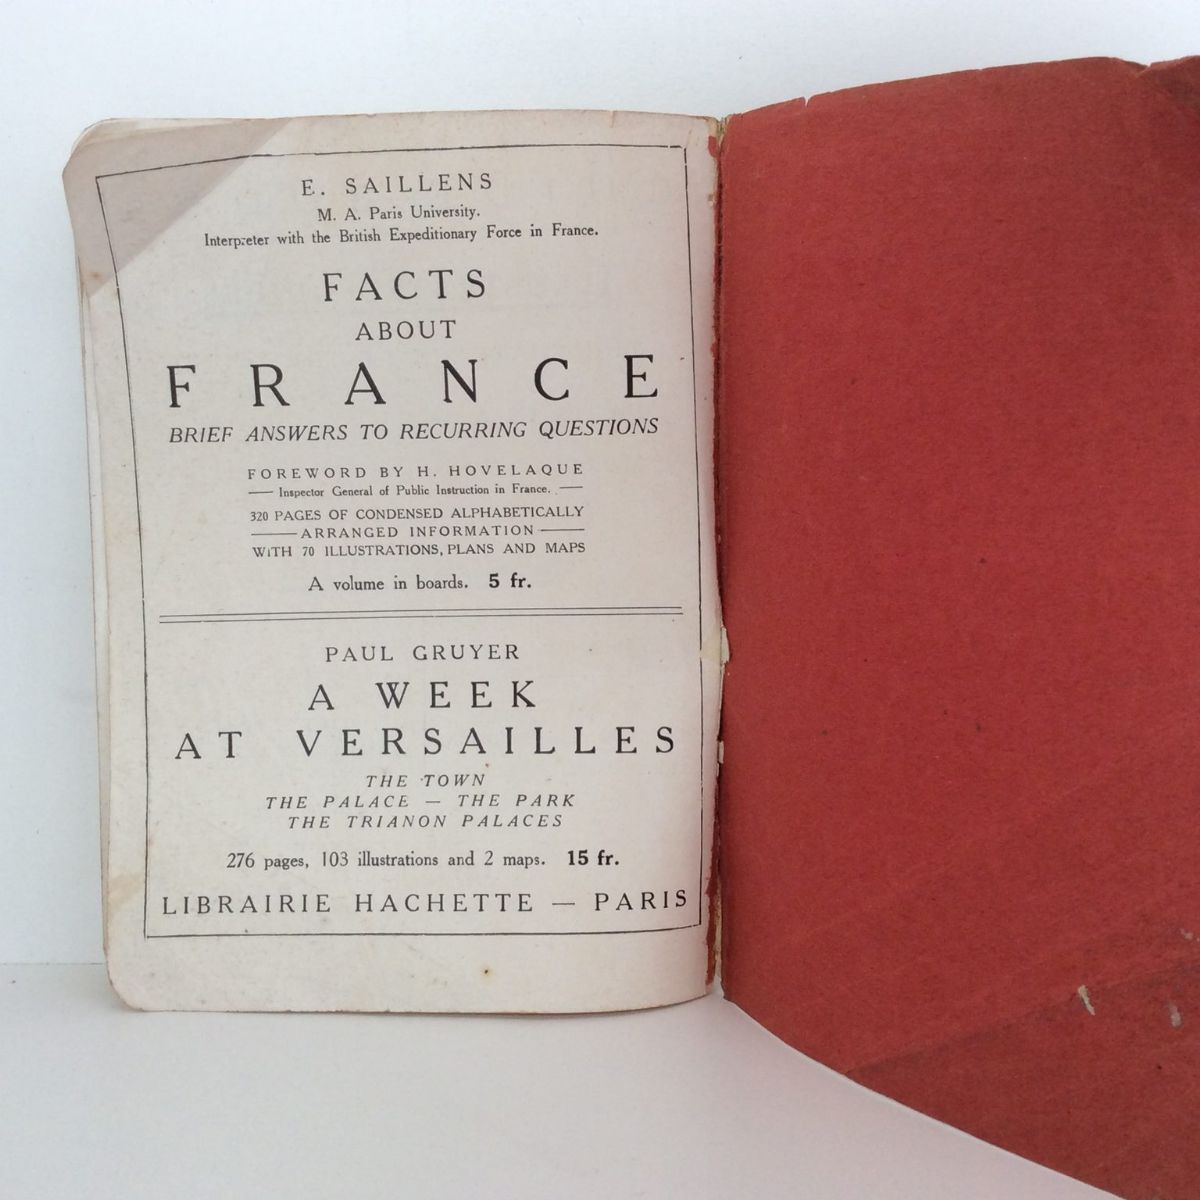 E. SAILLENS
M. A. Paris University.
Interpreter with the British Expeditionary Force in France.
FACTS
ABOUT
FRANCE
BRIEF ANSWERS TO RECURRING QUESTIONS
FOREWORD BY H. HOVELAQUE
— Inspector General of Public Instruction in France. —
320 PAGES OF CONDENSED ALPHABETICALLY
— ARRANGED INFORMATION —
WITH 70 ILLUSTRATIONS, PLANS AND MAPS
A volume in boards. 5 fr.
PAUL GRUYER
A WEEK
AT VERSAILLES
THE TOWN
THE PALACE — THE PARK
THE TRIANON PALACES
276 pages, 103 illustrations and 2 maps. 15 fr.
LIBRAIRIE HACHETTE — PARIS